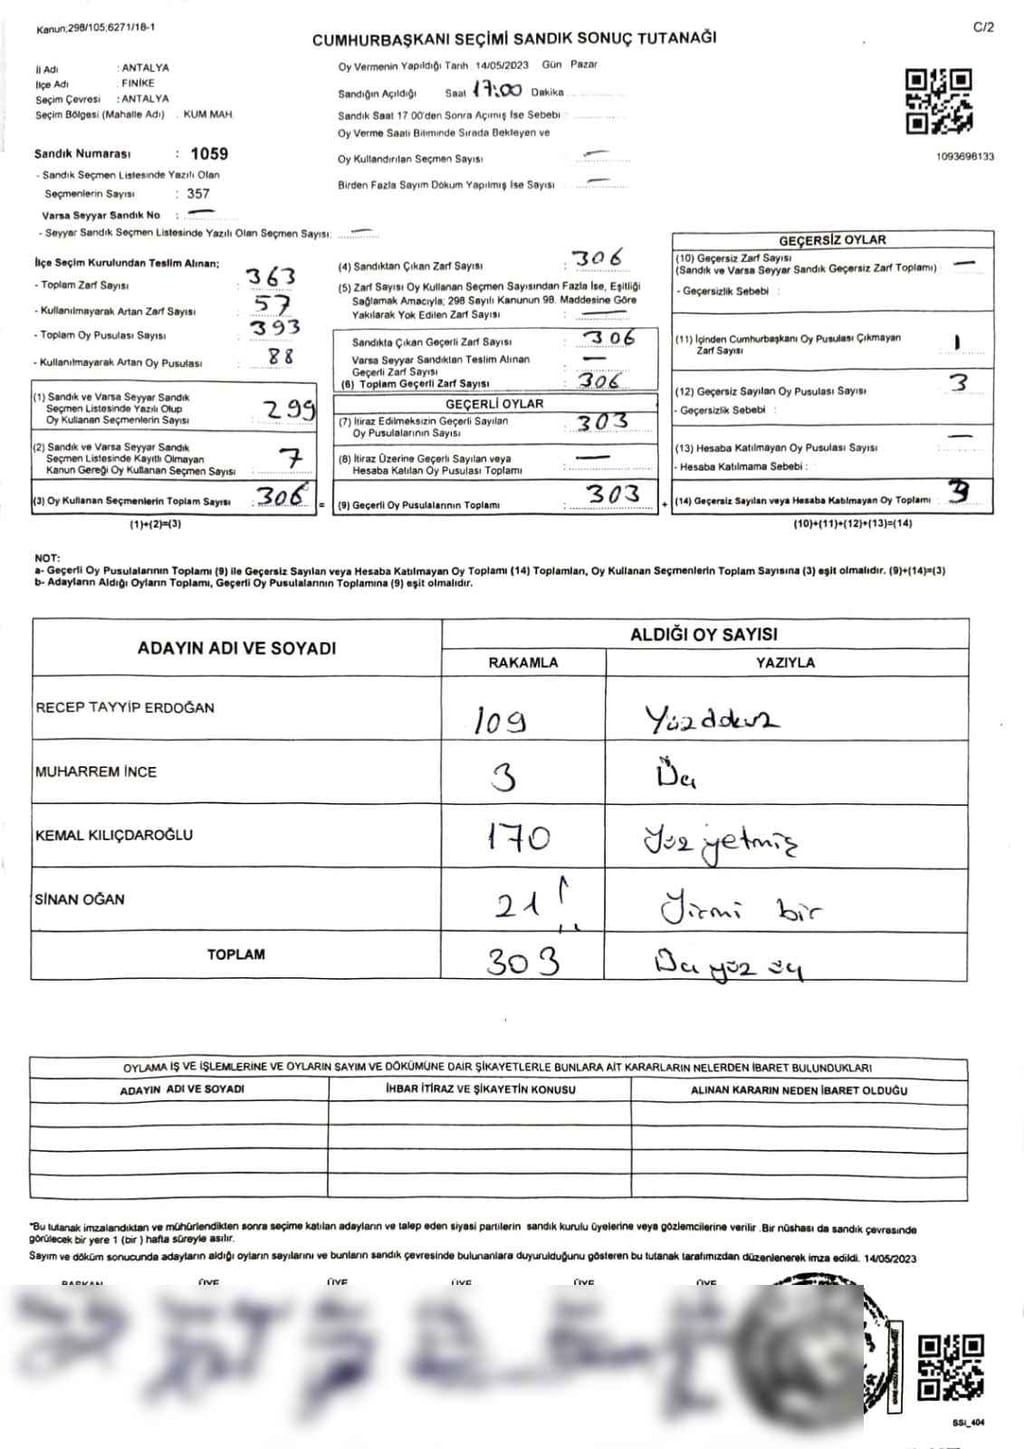 Kanun;298/105;6271/18-1
C/2
CUMHURBAŞKANI SEÇİMİ SANDIK SONUÇ TUTANAĞI
İl Adı : ANTALYA
İlçe Adı : FİNİKE
Seçim Çevresi : ANTALYA
Seçim Bölgesi (Mahalle Adı) . KUM MAH.
Oy Vermenin Yapıldığı Tarih 14/05/2023 Gün Pazar
Sandığın Açıldığı Saat 17:00 Dakika
Sandık Saat 17 00'den Sonra Açınış İse Sebebi :
Oy Verme Saati Bitiminde Sırada Bekleyen ve
Oy Kullandırılan Seçmen Sayısı : —
Birden Fazla Sayım Döküm Yapılmış İse Sayısı : —
1093698133
Sandık Numarası : 1059
- Sandık Seçmen Listesinde Yazılı Olan
Seçmenlerin Sayısı : 357
Varsa Seyyar Sandık No : —
- Seyyar Sandık Seçmen Listesinde Yazılı Olan Seçmen Sayısı: —
İlçe Seçim Kurulundan Teslim Alınan;
- Toplam Zarf Sayısı : 363
- Kullanılmayarak Artan Zarf Sayısı : 57
- Toplam Oy Pusulası Sayısı : 393
- Kullanılmayarak Artan Oy Pusulası : 88
(1) Sandık ve Varsa Seyyar Sandık
Seçmen Listesinde Yazılı Olup
Oy Kullanan Seçmenlerin Sayısı : 299
(2) Sandık ve Varsa Seyyar Sandık
Seçmen Listesinde Kayıtlı Olmayan
Kanun Gereği Oy Kullanan Seçmen Sayısı : 7
(3) Oy Kullanan Seçmenlerin Toplam Sayısı : 306
(1)+(2)=(3)
(4) Sandıktan Çıkan Zarf Sayısı : 306
(5) Zarf Sayısı Oy Kullanan Seçmen Sayısından Fazla İse, Eşitliği
Sağlamak Amacıyla; 298 Sayılı Kanunun 98. Maddesine Göre
Yakılarak Yok Edilen Zarf Sayısı : —
Sandıkta Çıkan Geçerli Zarf Sayısı : 306
Varsa Seyyar Sandıktan Teslim Alınan
Geçerli Zarf Sayısı : —
(6) Toplam Geçerli Zarf Sayısı : 306
GEÇERLİ OYLAR
(7) İtiraz Edilmeksizin Geçerli Sayılan
Oy Pusulalarının Sayısı : 303
(8) İtiraz Üzerine Geçerli Sayılan veya
Hesaba Katılan Oy Pusulası Toplamı : —
= (9) Geçerli Oy Pusulalarının Toplamı : 303
GEÇERSİZ OYLAR
(10) Geçersiz Zarf Sayısı
(Sandık ve Varsa Seyyar Sandık Geçersiz Zarf Toplamı) : —
- Geçersizlik Sebebi :
(11) İçinden Cumhurbaşkanı Oy Pusulası Çıkmayan
Zarf Sayısı : 1
(12) Geçersiz Sayılan Oy Pusulası Sayısı : 3
- Geçersizlik Sebebi :
(13) Hesaba Katılmayan Oy Pusulası Sayısı : —
- Hesaba Katılmama Sebebi :
+ (14) Geçersiz Sayılan veya Hesaba Katılmayan Oy Toplamı : 3
(10)+(11)+(12)+(13)=(14)
NOT:
a- Geçerli Oy Pusulalarının Toplamı (9) ile Geçersiz Sayılan veya Hesaba Katılmayan Oy Toplamı (14) Toplamları, Oy Kullanan Seçmenlerin Toplam Sayısına (3) eşit olmalıdır. (9)+(14)=(3)
b- Adayların Aldığı Oyların Toplamı, Geçerli Oy Pusulalarının Toplamına (9) eşit olmalıdır.
ADAYIN ADI VE SOYADI
ALDIĞI OY SAYISI
RAKAMLA YAZIYLA
RECEP TAYYİP ERDOĞAN 109 Yüzdokuz
MUHARREM İNCE 3 Üç
KEMAL KILIÇDAROĞLU 170 Yüz yetmiş
SİNAN OĞAN 21 Yirmi bir
TOPLAM 303 Üç yüz üç
OYLAMA İŞ VE İŞLEMLERİNE VE OYLARIN SAYIM VE DÖKÜMÜNE DAİR ŞİKAYETLERLE BUNLARA AİT KARARLARIN NELERDEN İBARET BULUNDUKLARI
ADAYIN ADI VE SOYADI İHBAR İTİRAZ VE ŞİKAYETİN KONUSU ALINAN KARARIN NEDEN İBARET OLDUĞU
"Bu tutanak imzalandıktan ve mühürlendikten sonra seçime katılan adayların ve talep eden siyasi partilerin sandık kurulu üyelerine veya gözlemcilerine verilir. Bir nüshası da sandık çevresinde
görülecek bir yere 1 (bir ) hafta süreyle asılır.
Sayım ve döküm sonucunda adayların aldığı oyların sayılarını ve bunların sandık çevresinde bulunanlara duyurulduğunu gösteren bu tutanak tarafımızdan düzenlenerek imza edildi. 14/05/2023
BAŞKAN ÜYE ÜYE ÜYE ÜYE ÜYE
SSİ_404